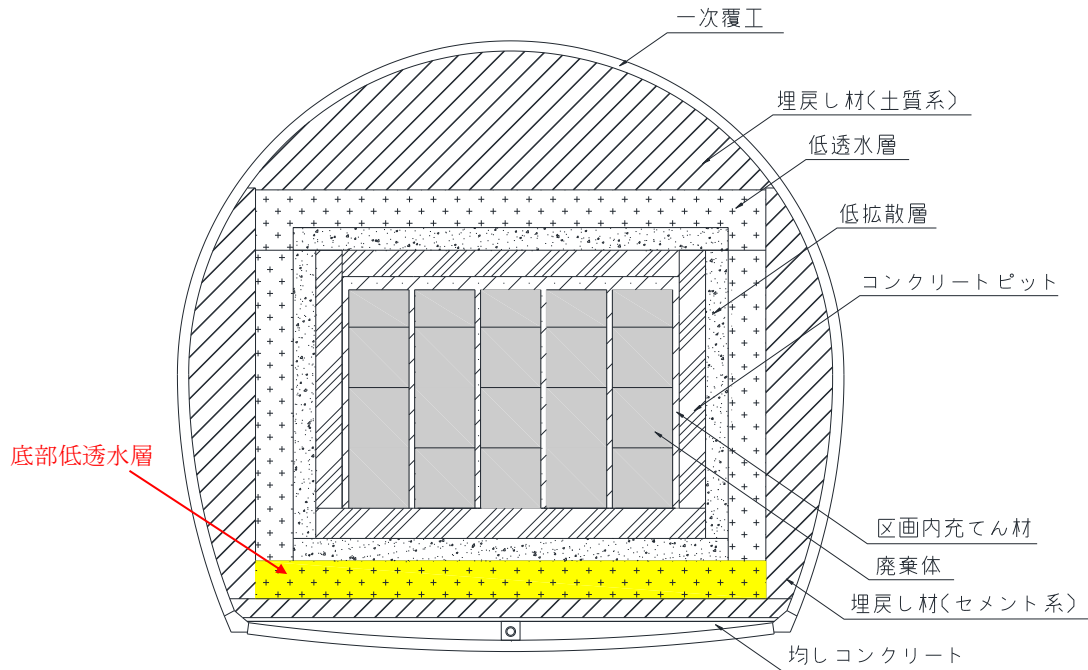 一次覆工
埋戻し材(土質系)
低透水層
低拡散層
コンクリートピット
底部低透水層
区画内充てん材
廃棄体
埋戻し材(セメント系)
均しコンクリート